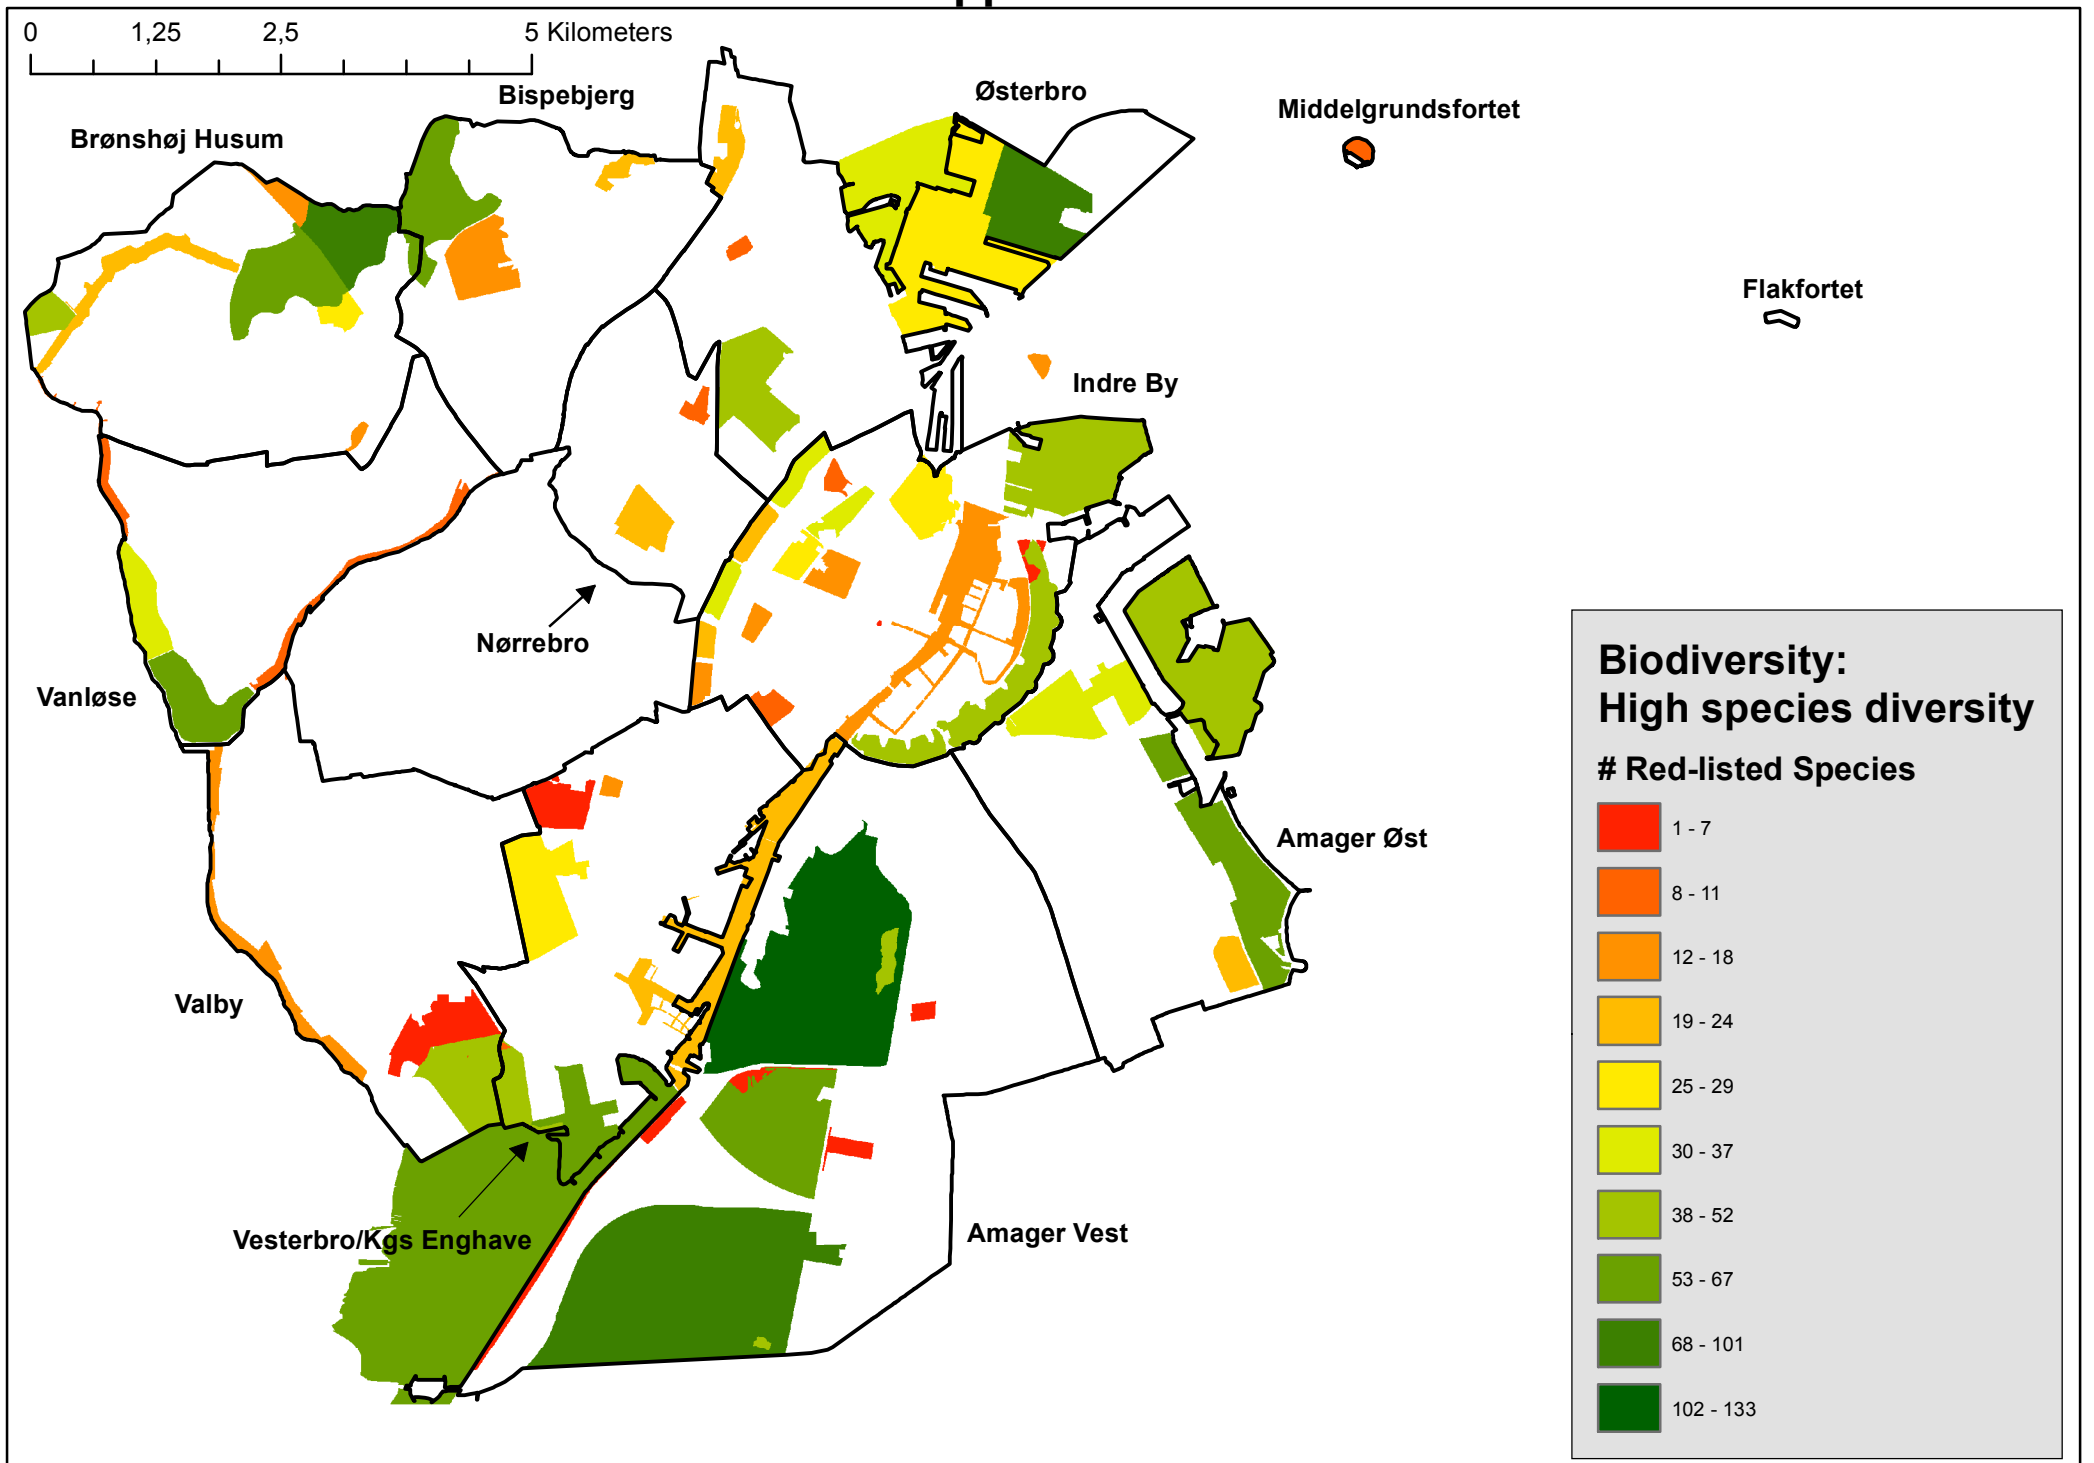 0 1,25 2,5 5 Kilometers
Bispebjerg
Østerbro
Middelgrundsfortet
Brønshøj Husum
Flakfortet
Indre By
Nørrebro
Vanløse
Amager Øst
Valby
Vesterbro/Kgs Enghave
Amager Vest
Biodiversity:
High species diversity
# Red-listed Species
1 - 7
8 - 11
12 - 18
19 - 24
25 - 29
30 - 37
38 - 52
53 - 67
68 - 101
102 - 133